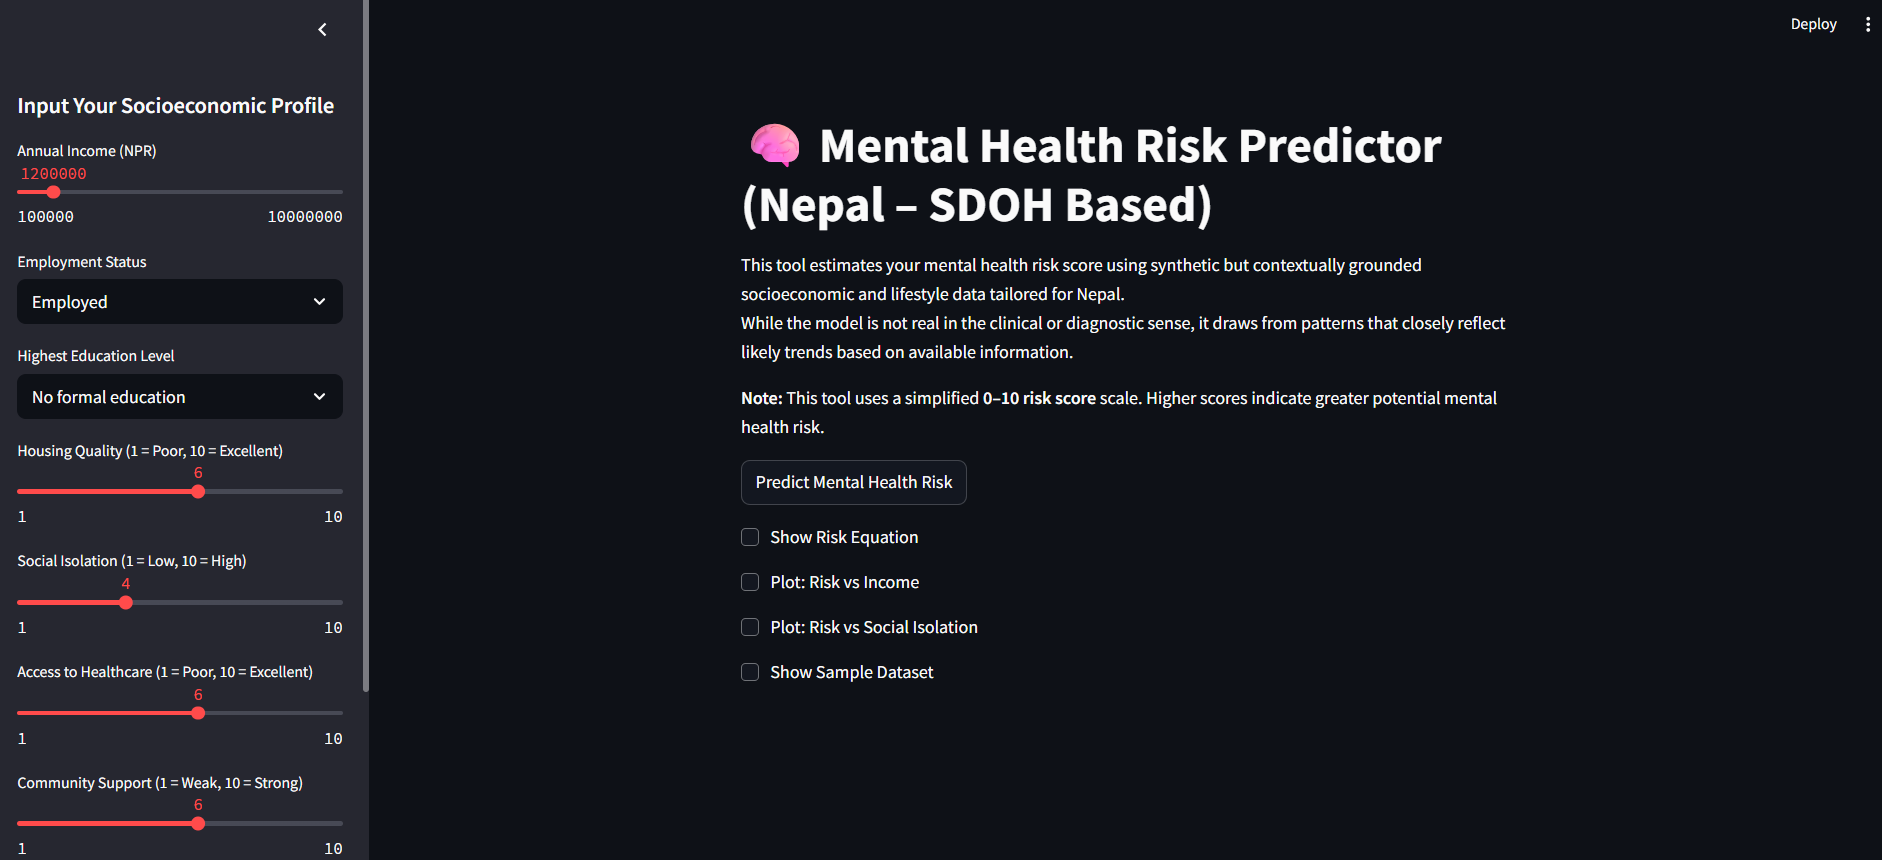 Input Your Socioeconomic Profile
Annual Income (NPR)
1200000
100000 10000000
Employment Status
Employed
Highest Education Level
No formal education
Housing Quality (1 = Poor, 10 = Excellent)
6
1 10
Social Isolation (1 = Low, 10 = High)
4
1 10
Access to Healthcare (1 = Poor, 10 = Excellent)
6
1 10
Community Support (1 = Weak, 10 = Strong)
6
1 10
Deploy
Mental Health Risk Predictor
(Nepal – SDOH Based)
This tool estimates your mental health risk score using synthetic but contextually grounded
socioeconomic and lifestyle data tailored for Nepal.
While the model is not real in the clinical or diagnostic sense, it draws from patterns that closely reflect
likely trends based on available information.
Note: This tool uses a simplified 0–10 risk score scale. Higher scores indicate greater potential mental
health risk.
Predict Mental Health Risk
Show Risk Equation
Plot: Risk vs Income
Plot: Risk vs Social Isolation
Show Sample Dataset